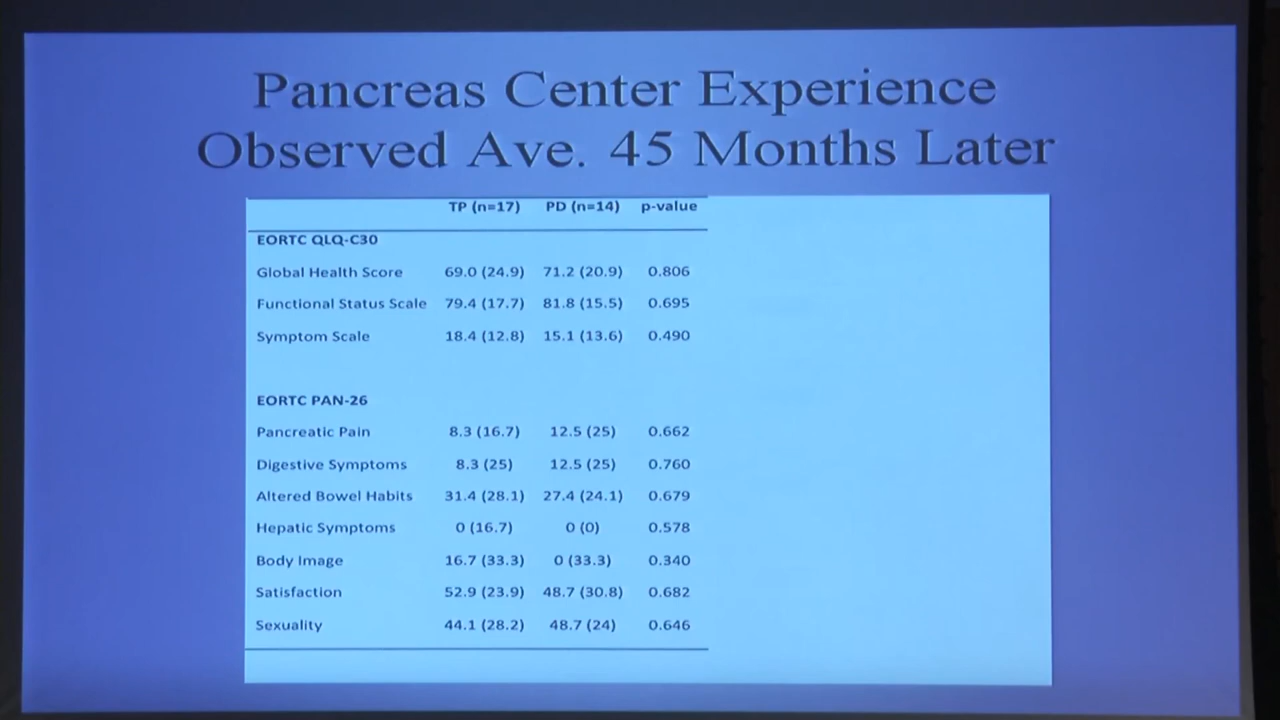 Pancreas Center Experience
Observed Ave. 45 Months Later
TP (n=17) PD (n=14) p-value
EORTC QLQ-C30
Global Health Score 69.0 (24.9) 71.2 (20.9) 0.806
Functional Status Scale 79.4 (17.7) 81.8 (15.5) 0.695
Symptom Scale 18.4 (12.8) 15.1 (13.6) 0.490
EORTC PAN-26
Pancreatic Pain 8.3 (16.7) 12.5 (25) 0.662
Digestive Symptoms 8.3 (25) 12.5 (25) 0.760
Altered Bowel Habits 31.4 (28.1) 27.4 (24.1) 0.679
Hepatic Symptoms 0 (16.7) 0 (0) 0.578
Body Image 16.7 (33.3) 0 (33.3) 0.340
Satisfaction 52.9 (23.9) 48.7 (30.8) 0.682
Sexuality 44.1 (28.2) 48.7 (24) 0.646